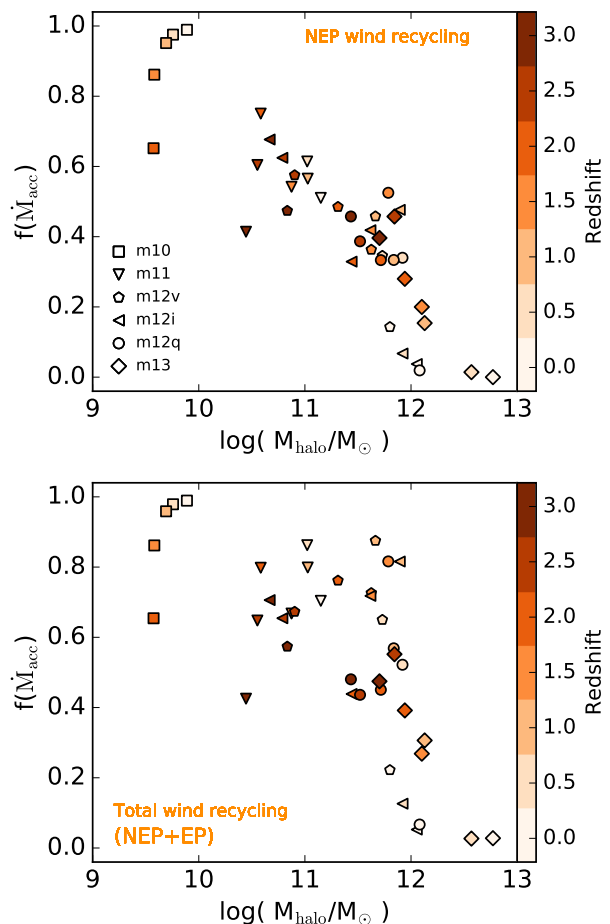 NEP wind recycling
1.0
0.8
0.6
0.4
0.2
0.0
f(Ṁacc)
m10
m11
m12v
m12i
m12q
m13
9 10 11 12 13
log( Mhalo/M⊙ )
3.0
2.5
2.0
1.5
1.0
0.5
0.0
Redshift
1.0
0.8
0.6
0.4
0.2
0.0
f(Ṁacc)
Total wind recycling
(NEP+EP)
9 10 11 12 13
log( Mhalo/M⊙ )
3.0
2.5
2.0
1.5
1.0
0.5
0.0
Redshift